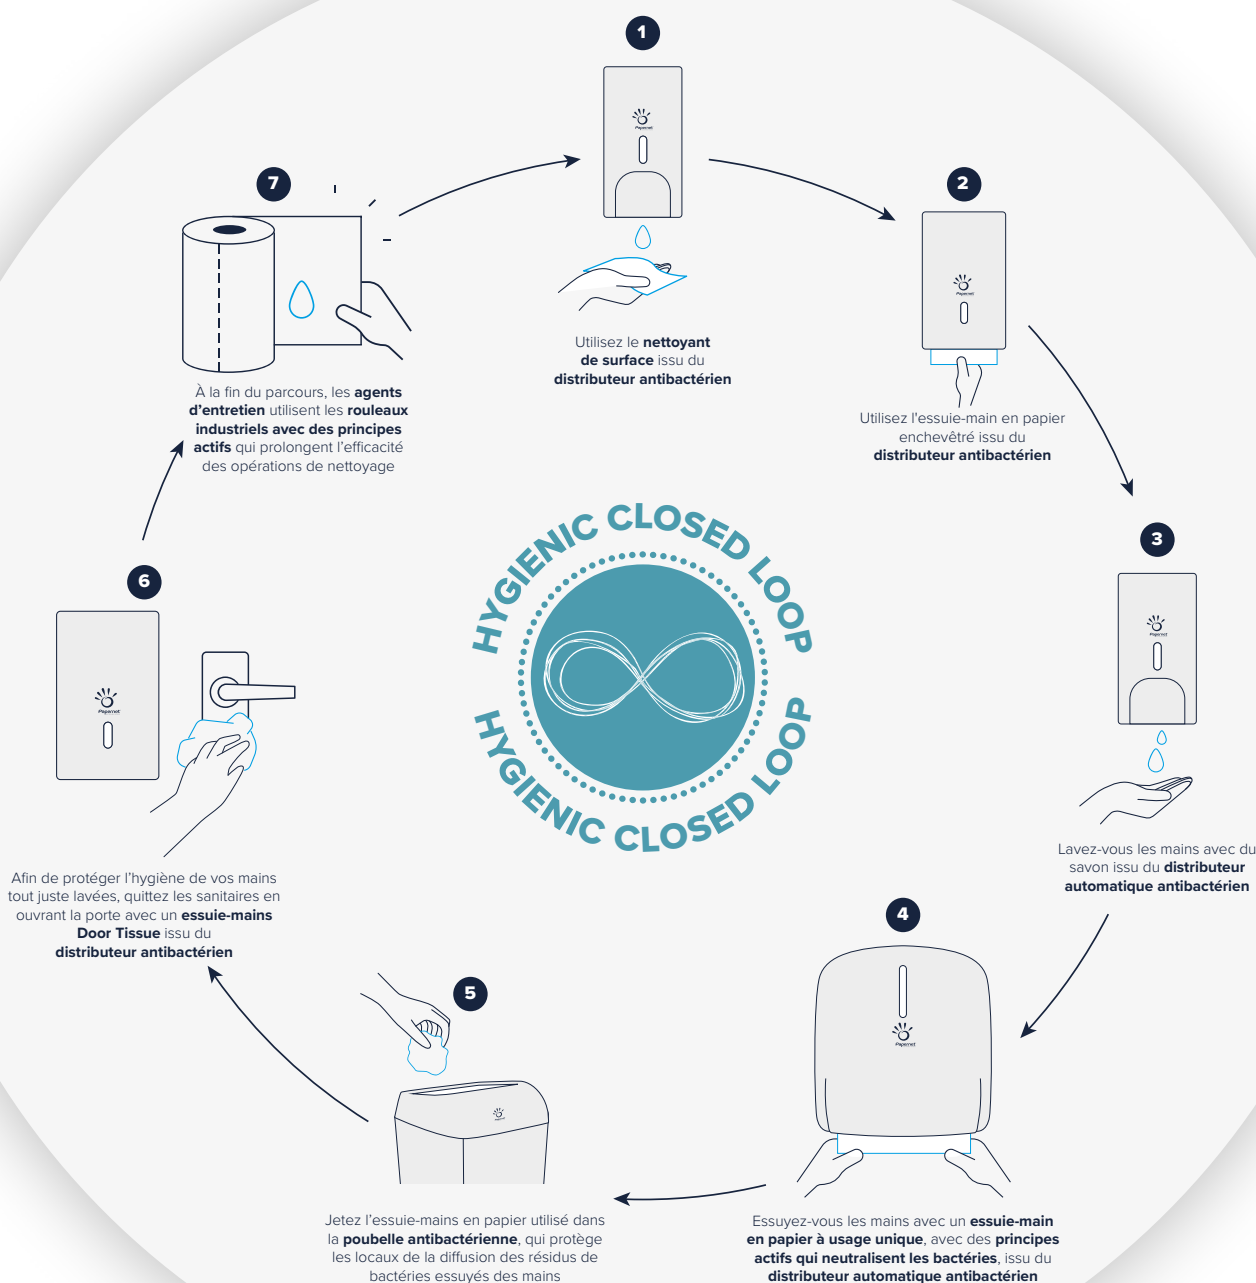 1
Papernet
Utilisez le nettoyant
de surface issu du
distributeur antibactérien
2
Papernet
Utilisez l'essuie-main en papier
enchevêtré issu du
distributeur antibactérien
3
Papernet
Lavez-vous les mains avec du
savon issu du distributeur
automatique antibactérien
4
Papernet
Essuyez-vous les mains avec un essuie-main
en papier à usage unique, avec des principes
actifs qui neutralisent les bactéries, issu du
distributeur automatique antibactérien
5
Jetez l’essuie-mains en papier utilisé dans
la poubelle antibactérienne, qui protège
les locaux de la diffusion des résidus de
bactéries essuyés des mains
6
Papernet
Afin de protéger l’hygiène de vos mains
tout juste lavées, quittez les sanitaires en
ouvrant la porte avec un essuie-mains
Door Tissue issu du
distributeur antibactérien
7
À la fin du parcours, les agents
d’entretien utilisent les rouleaux
industriels avec des principes
actifs qui prolongent l’efficacité
des opérations de nettoyage
HYGIENIC CLOSED LOOP
HYGIENIC CLOSED LOOP